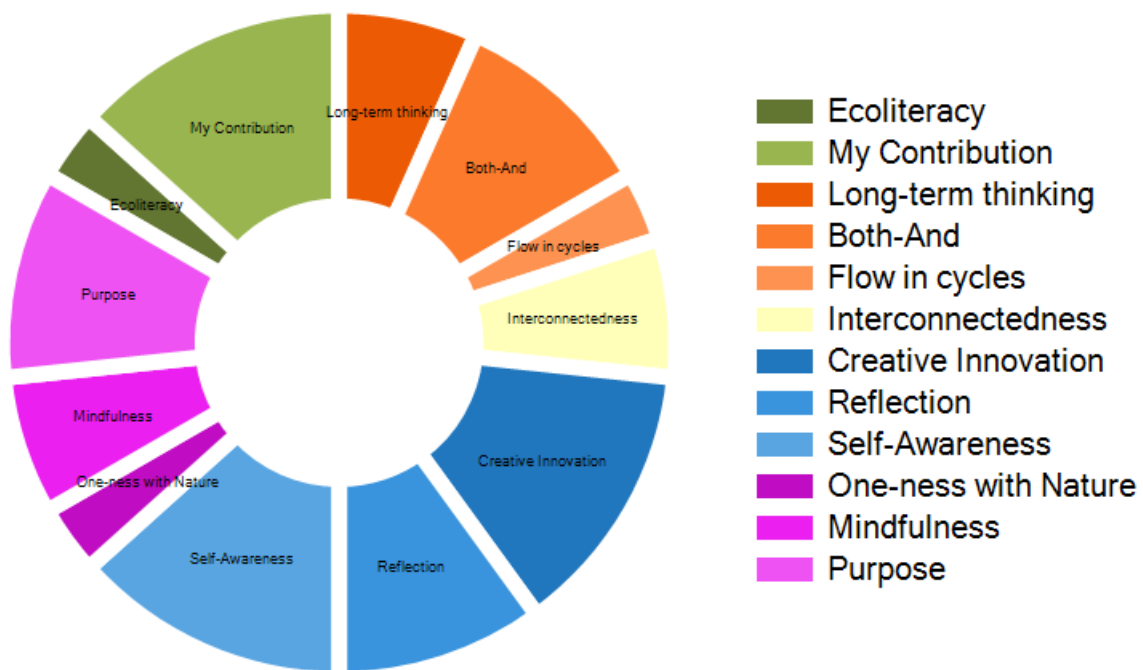 My Contribution
Long-term thinking
Both-And
Ecoliteracy
Flow in cycles
Purpose
Interconnectedness
Mindfulness
Creative Innovation
One-ness with Nature
Self-Awareness
Reflection
Ecoliteracy
My Contribution
Long-term thinking
Both-And
Flow in cycles
Interconnectedness
Creative Innovation
Reflection
Self-Awareness
One-ness with Nature
Mindfulness
Purpose